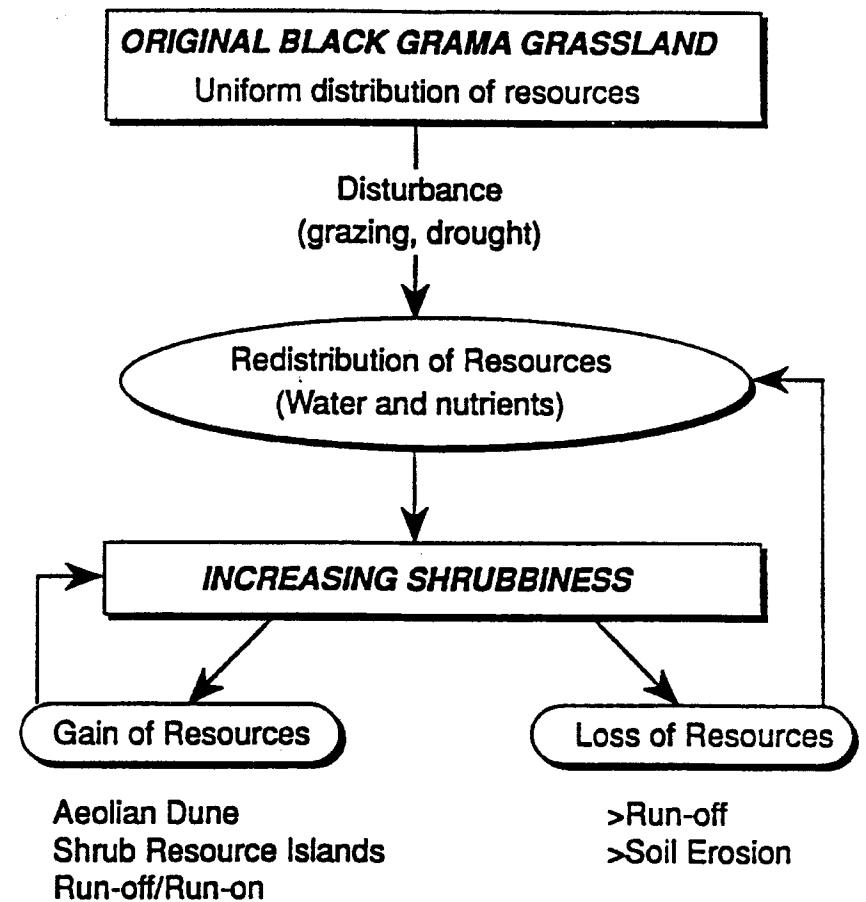 ORIGINAL BLACK GRAMA GRASSLAND
Uniform distribution of resources
Disturbance
(grazing, drought)
Redistribution of Resources
(Water and nutrients)
INCREASING SHRUBBINESS
Gain of Resources
Aeolian Dune
Shrub Resource Islands
Run-off/Run-on
Loss of Resources
>Run-off
>Soil Erosion